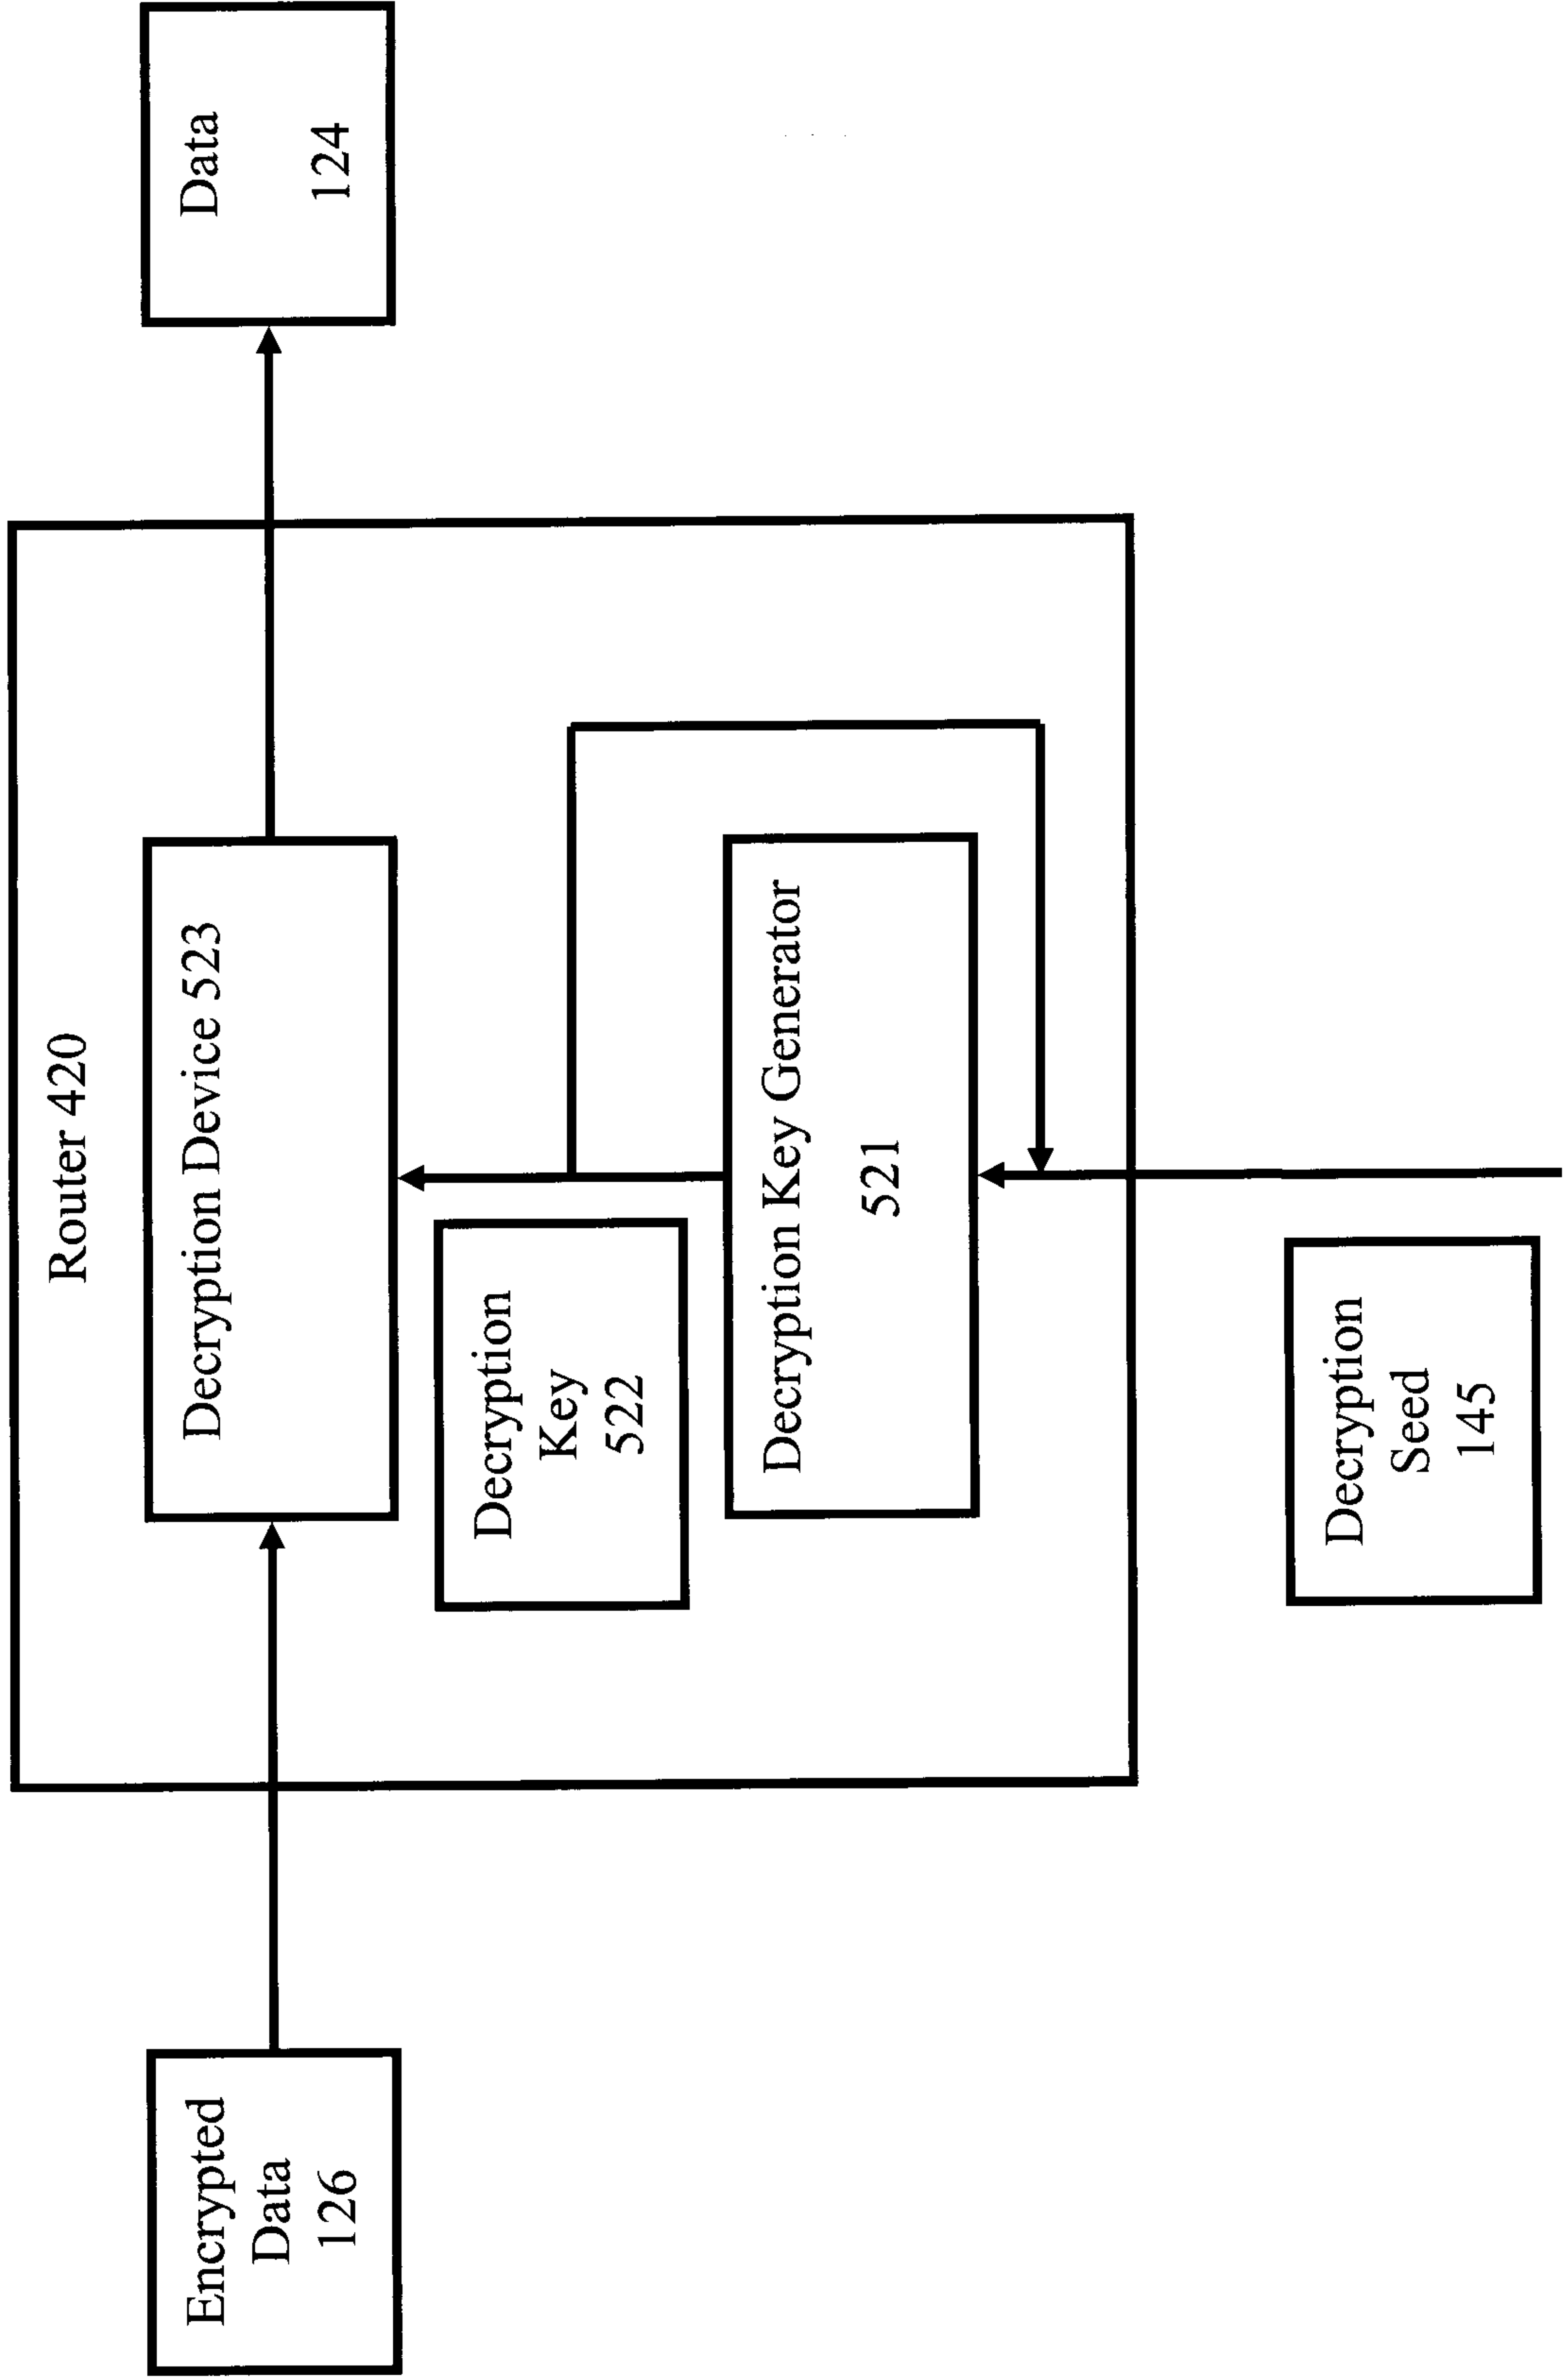 Router 420
Encrypted
Data
126
Decryption Device 523
Data
124
Decryption
Key
522
Decryption Key Generator
521
Decryption
Seed
145